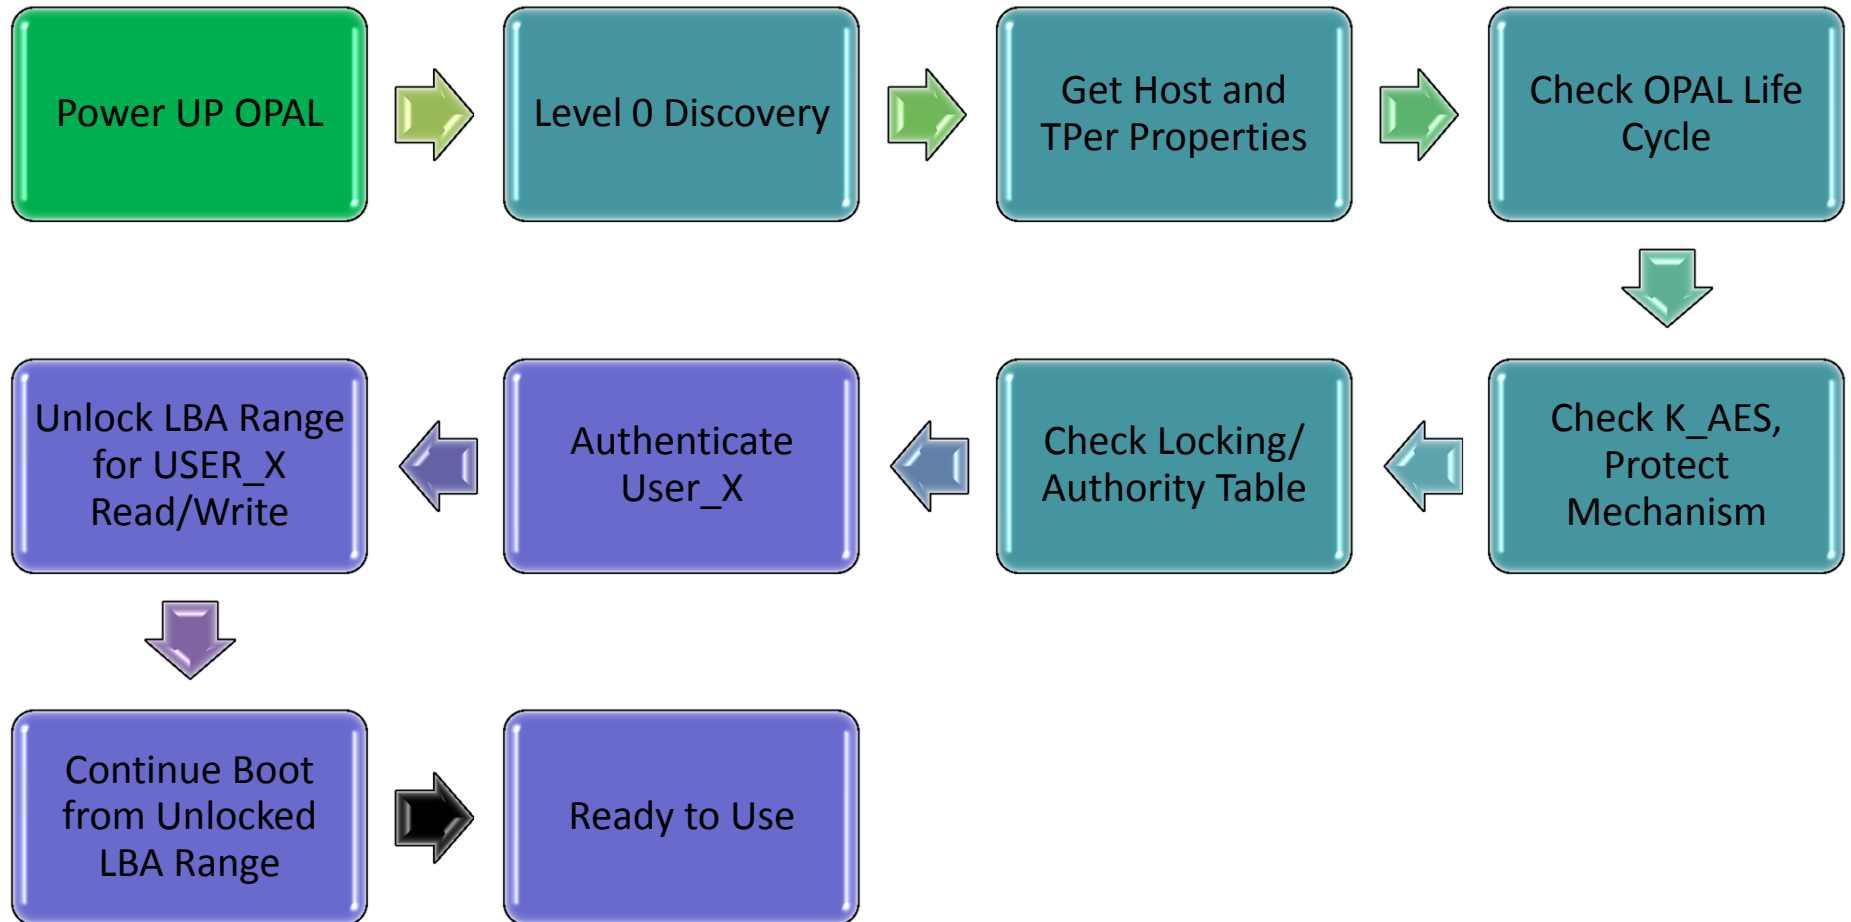 Power UP OPAL
Level 0 Discovery
Get Host and
TPer Properties
Check OPAL Life
Cycle
Check K_AES,
Protect
Mechanism
Check Locking/
Authority Table
Authenticate
User_X
Unlock LBA Range
for USER_X
Read/Write
Continue Boot
from Unlocked
LBA Range
Ready to Use